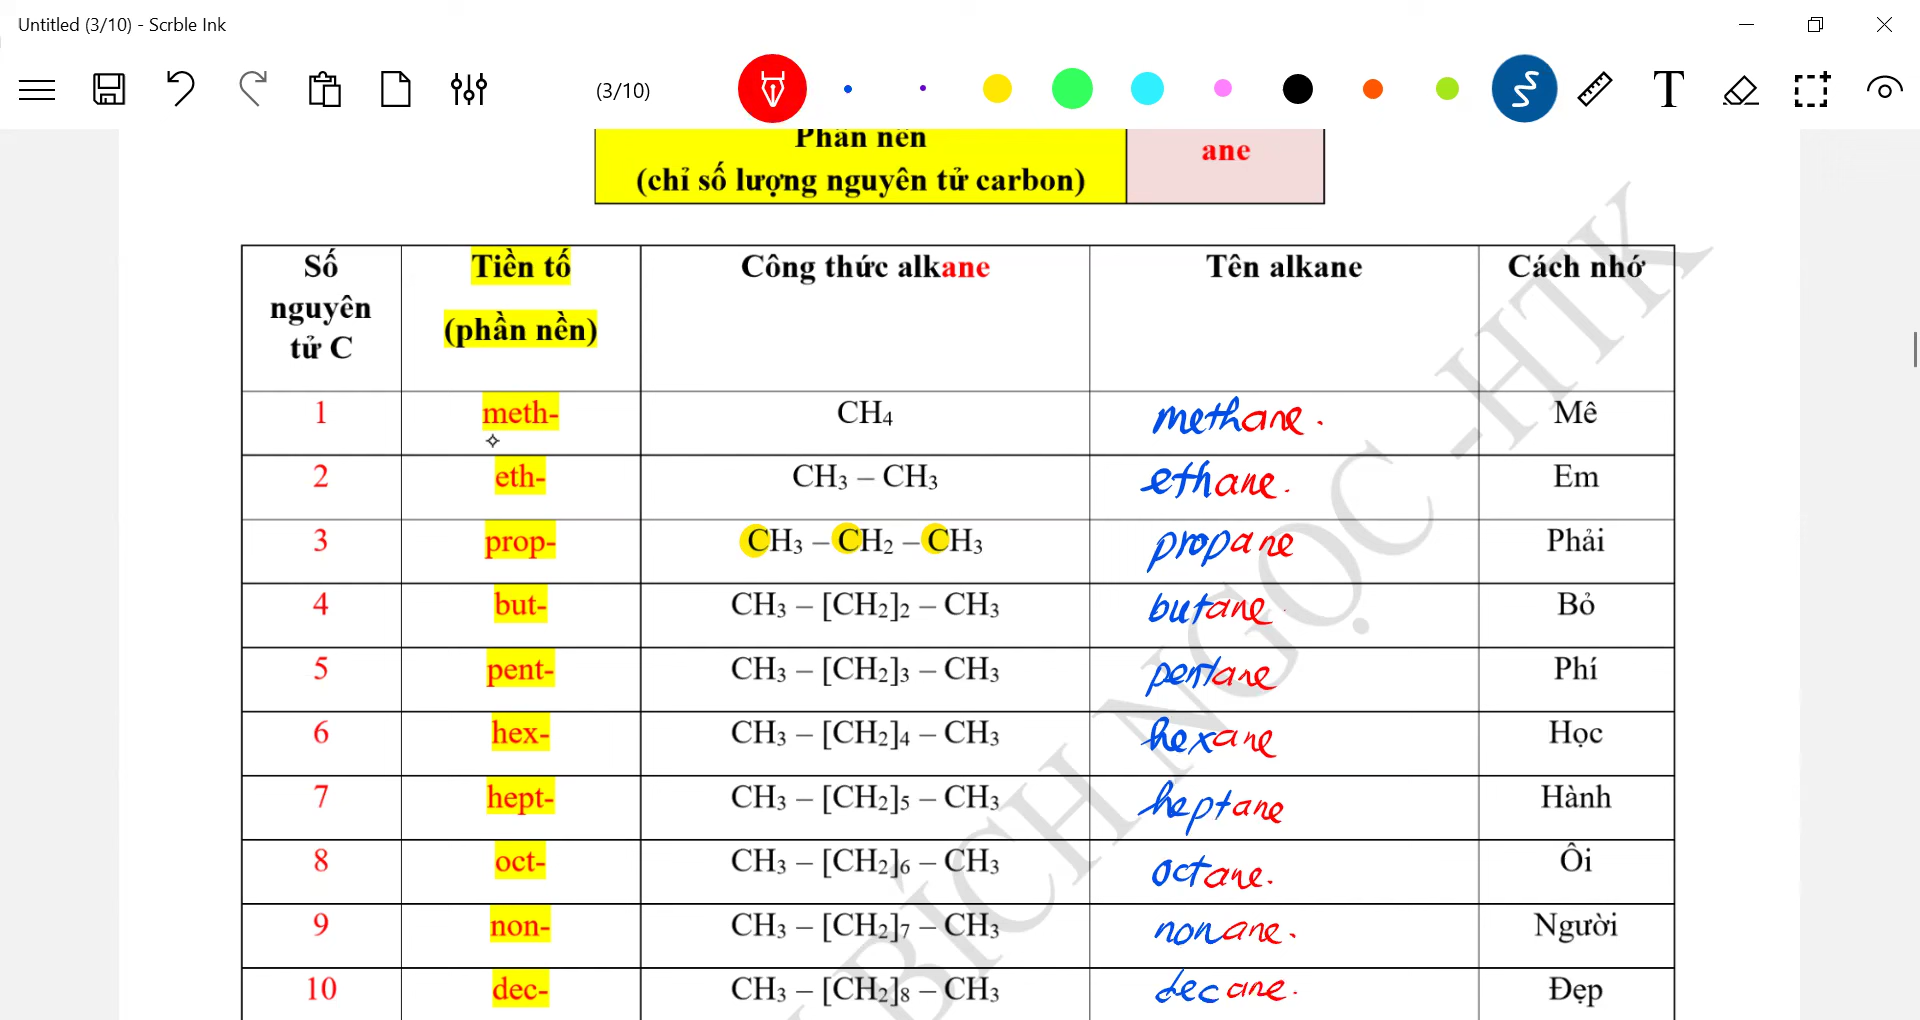 Untitled (3/10) - Scrble Ink
(3/10)
T
Phần nền
(chỉ số lượng nguyên tử carbon)
ane
Số nguyên tử C
Tiền tố (phần nền)
Công thức alkane
Tên alkane
Cách nhớ
1 meth- CH4 methane. Mê
2 eth- CH3 – CH3 ethane. Em
3 prop- CH3 – CH2 – CH3 propane Phải
4 but- CH3 – [CH2]2 – CH3 butane Bỏ
5 pent- CH3 – [CH2]3 – CH3 pentane Phí
6 hex- CH3 – [CH2]4 – CH3 hexane Học
7 hept- CH3 – [CH2]5 – CH3 heptane Hành
8 oct- CH3 – [CH2]6 – CH3 octane. Ôi
9 non- CH3 – [CH2]7 – CH3 nonane. Người
10 dec- CH3 – [CH2]8 – CH3 decane. Đẹp
BÍCH NGỌC -HTK